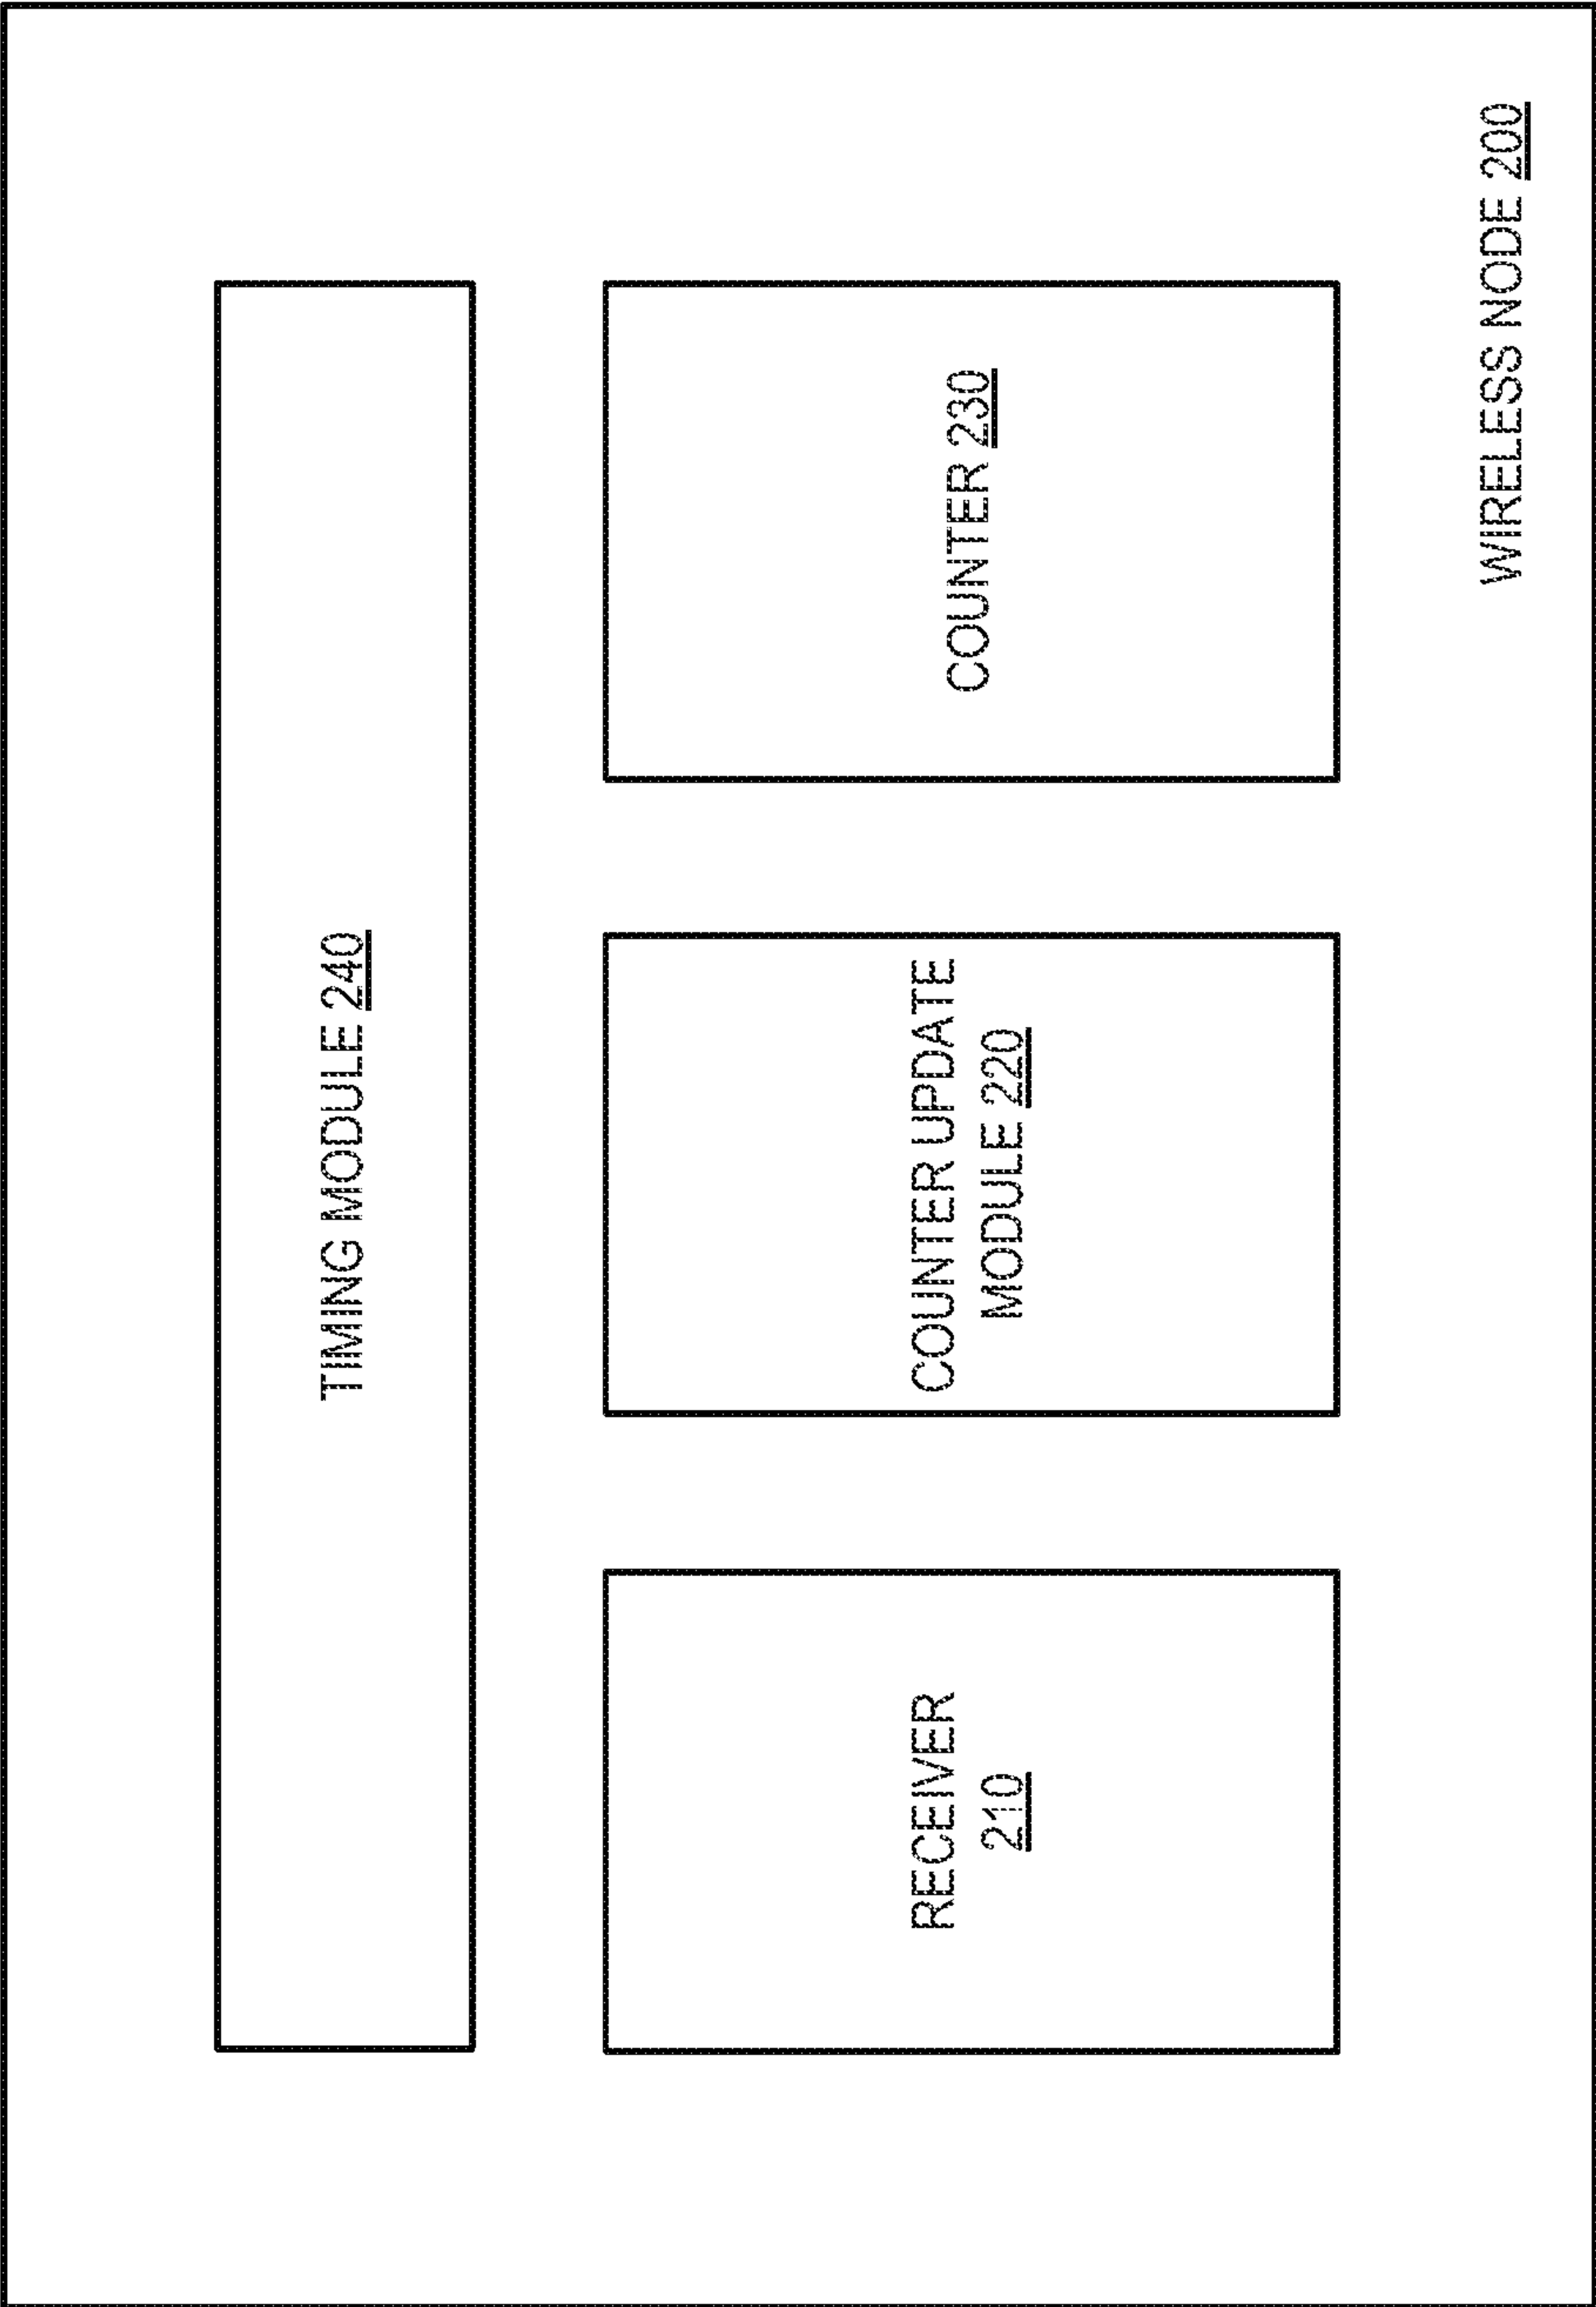 TIMING MODULE 240
RECEIVER
210
COUNTER UPDATE
MODULE 220
COUNTER 230
WIRELESS NODE 200